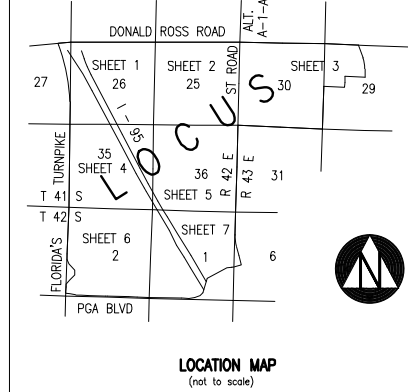 ALT.
A-1-A
DONALD ROSS ROAD
SHEET 1
SHEET 2
ST ROAD
SHEET 3
27
26
25
30
29
I - 95
LOCUS
TURNPIKE
35
SHEET 4
36
R 42 E
R 43 E
31
SHEET 5
T 41 S
T 42 S
FLORIDA'S
SHEET 6
SHEET 7
2
1
6
N
PGA BLVD
LOCATION MAP
(not to scale)